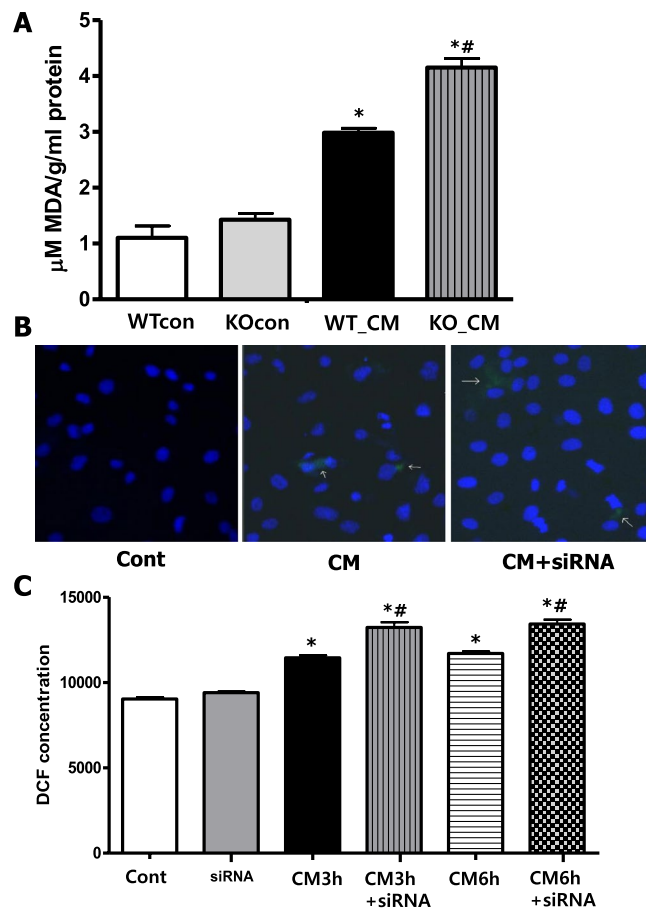 A
μM MDA/g/ml protein
5
4
3
2
1
0
*
*#
WTcon KOcon WT_CM KO_CM
B
Cont CM CM+siRNA
C
DCF concentration
15000
10000
5000
0
*
*#
*
*#
Cont siRNA CM3h CM3h CM6h CM6h
+siRNA +siRNA